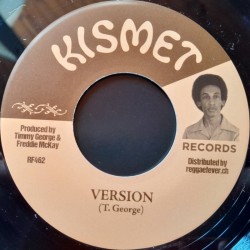 KISMET
Produced by
Timmy George &
Freddie McKay
RF462
RECORDS
Distributed by
reggaefever.ch
VERSION
(T. George)